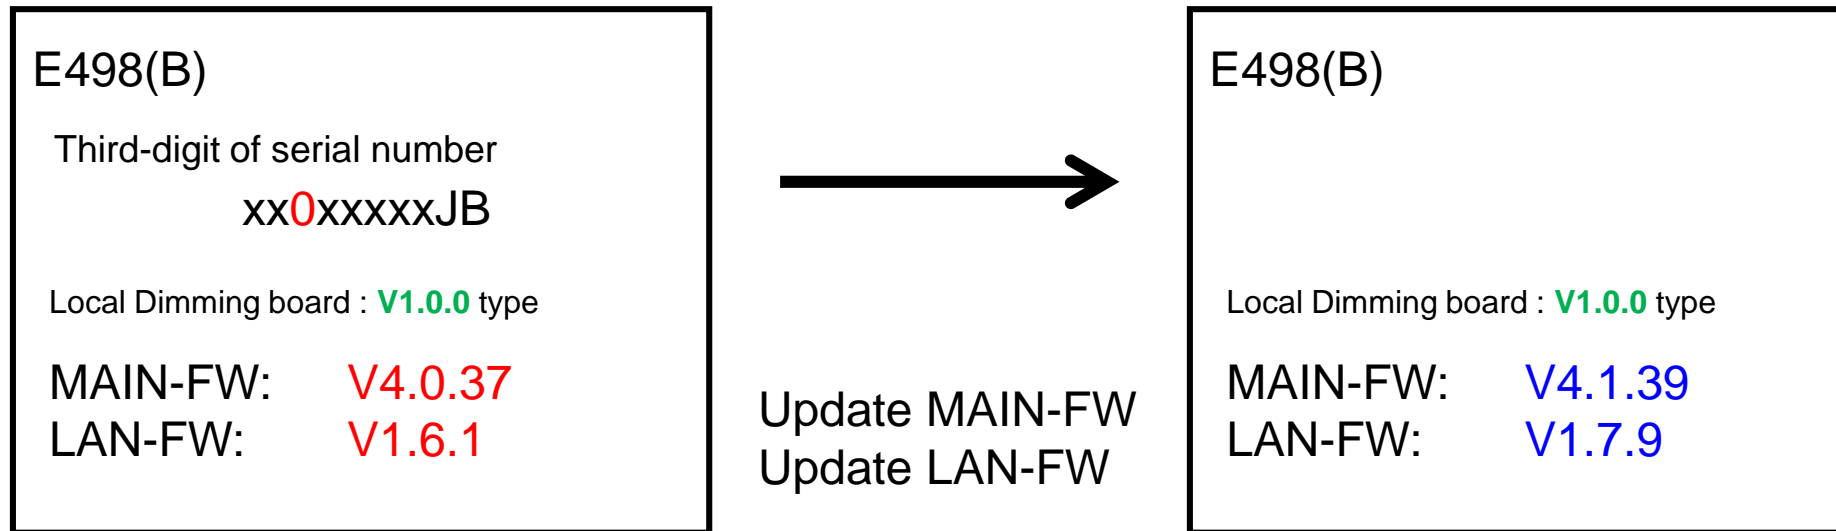 E498(B)
Third-digit of serial number
xx0xxxxxJB
Local Dimming board : V1.0.0 type
MAIN-FW: V4.0.37
LAN-FW: V1.6.1
Update MAIN-FW
Update LAN-FW
E498(B)
Local Dimming board : V1.0.0 type
MAIN-FW: V4.1.39
LAN-FW: V1.7.9